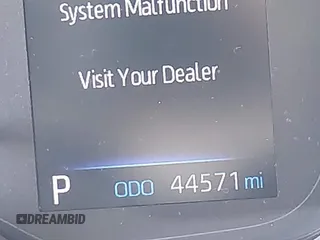 System Malfunction
Visit Your Dealer
P ODO 44571 mi
DREAMBID